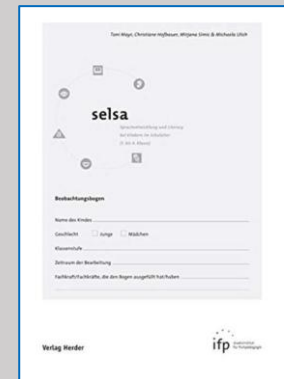 Toni Mayr, Christiane Hofbauer, Mirjana Simic & Michaela Ulich
selsa
Sprachentwicklung und Literacy
bei Kindern im Schulalter
(1. bis 4. Klasse)
Beobachtungsbogen
Name des Kindes
Geschlecht Junge Mädchen
Klassenstufe
Zeitraum der Bearbeitung
Fachkraft/Fachkräfte, die den Bogen ausgefüllt hat/haben
Verlag Herder
ifp